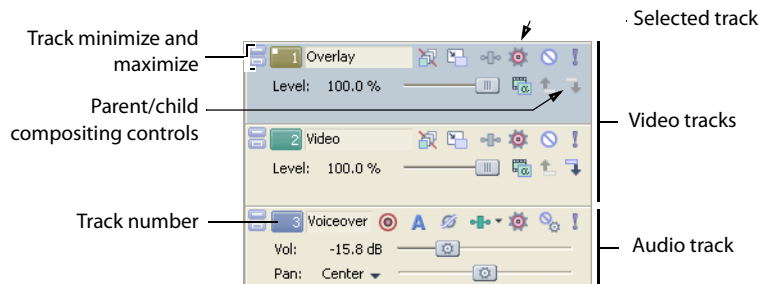 Selected track
Track minimize and
maximize
1 Overlay
Level: 100.0 %
Parent/child
compositing controls
Video tracks
2 Video
Level: 100.0 %
Track number
3 Voiceover A
Audio track
Vol: -15.8 dB
Pan: Center